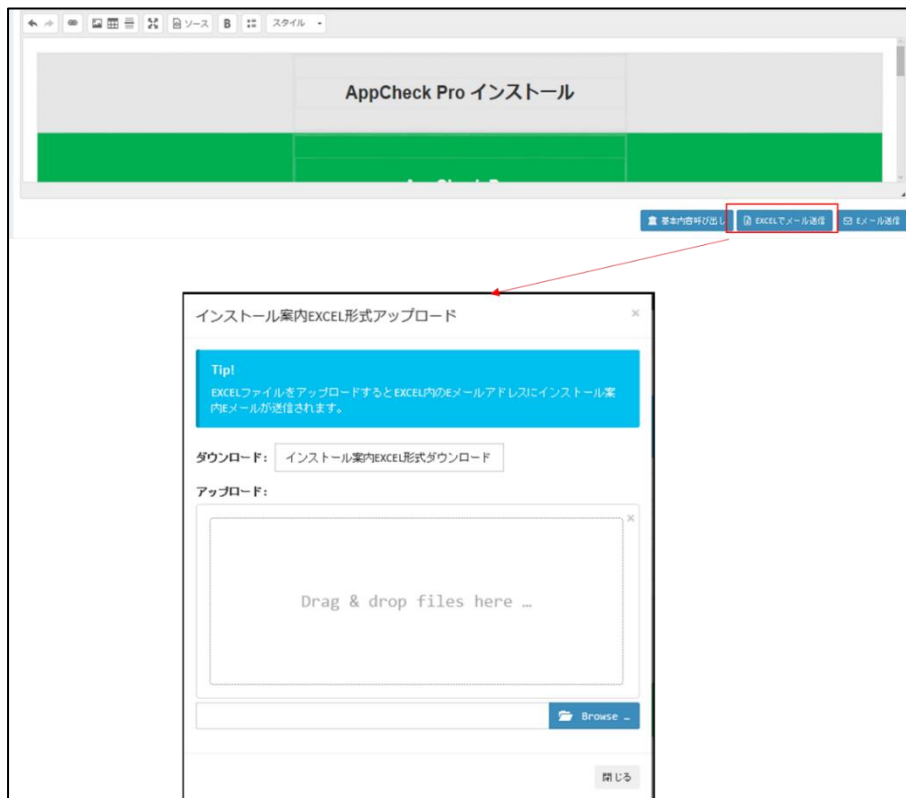 ソース B スタイル
AppCheck Pro インストール
基本内容呼び出し EXCELでメール送信 Eメール送信
インストール案内EXCEL形式アップロード ×
Tip!
EXCELファイルをアップロードするとEXCEL内のEメールアドレスにインストール案
内Eメールが送信されます。
ダウンロード: インストール案内EXCEL形式ダウンロード
アップロード:
×
Drag & drop files here …
Browse …
閉じる